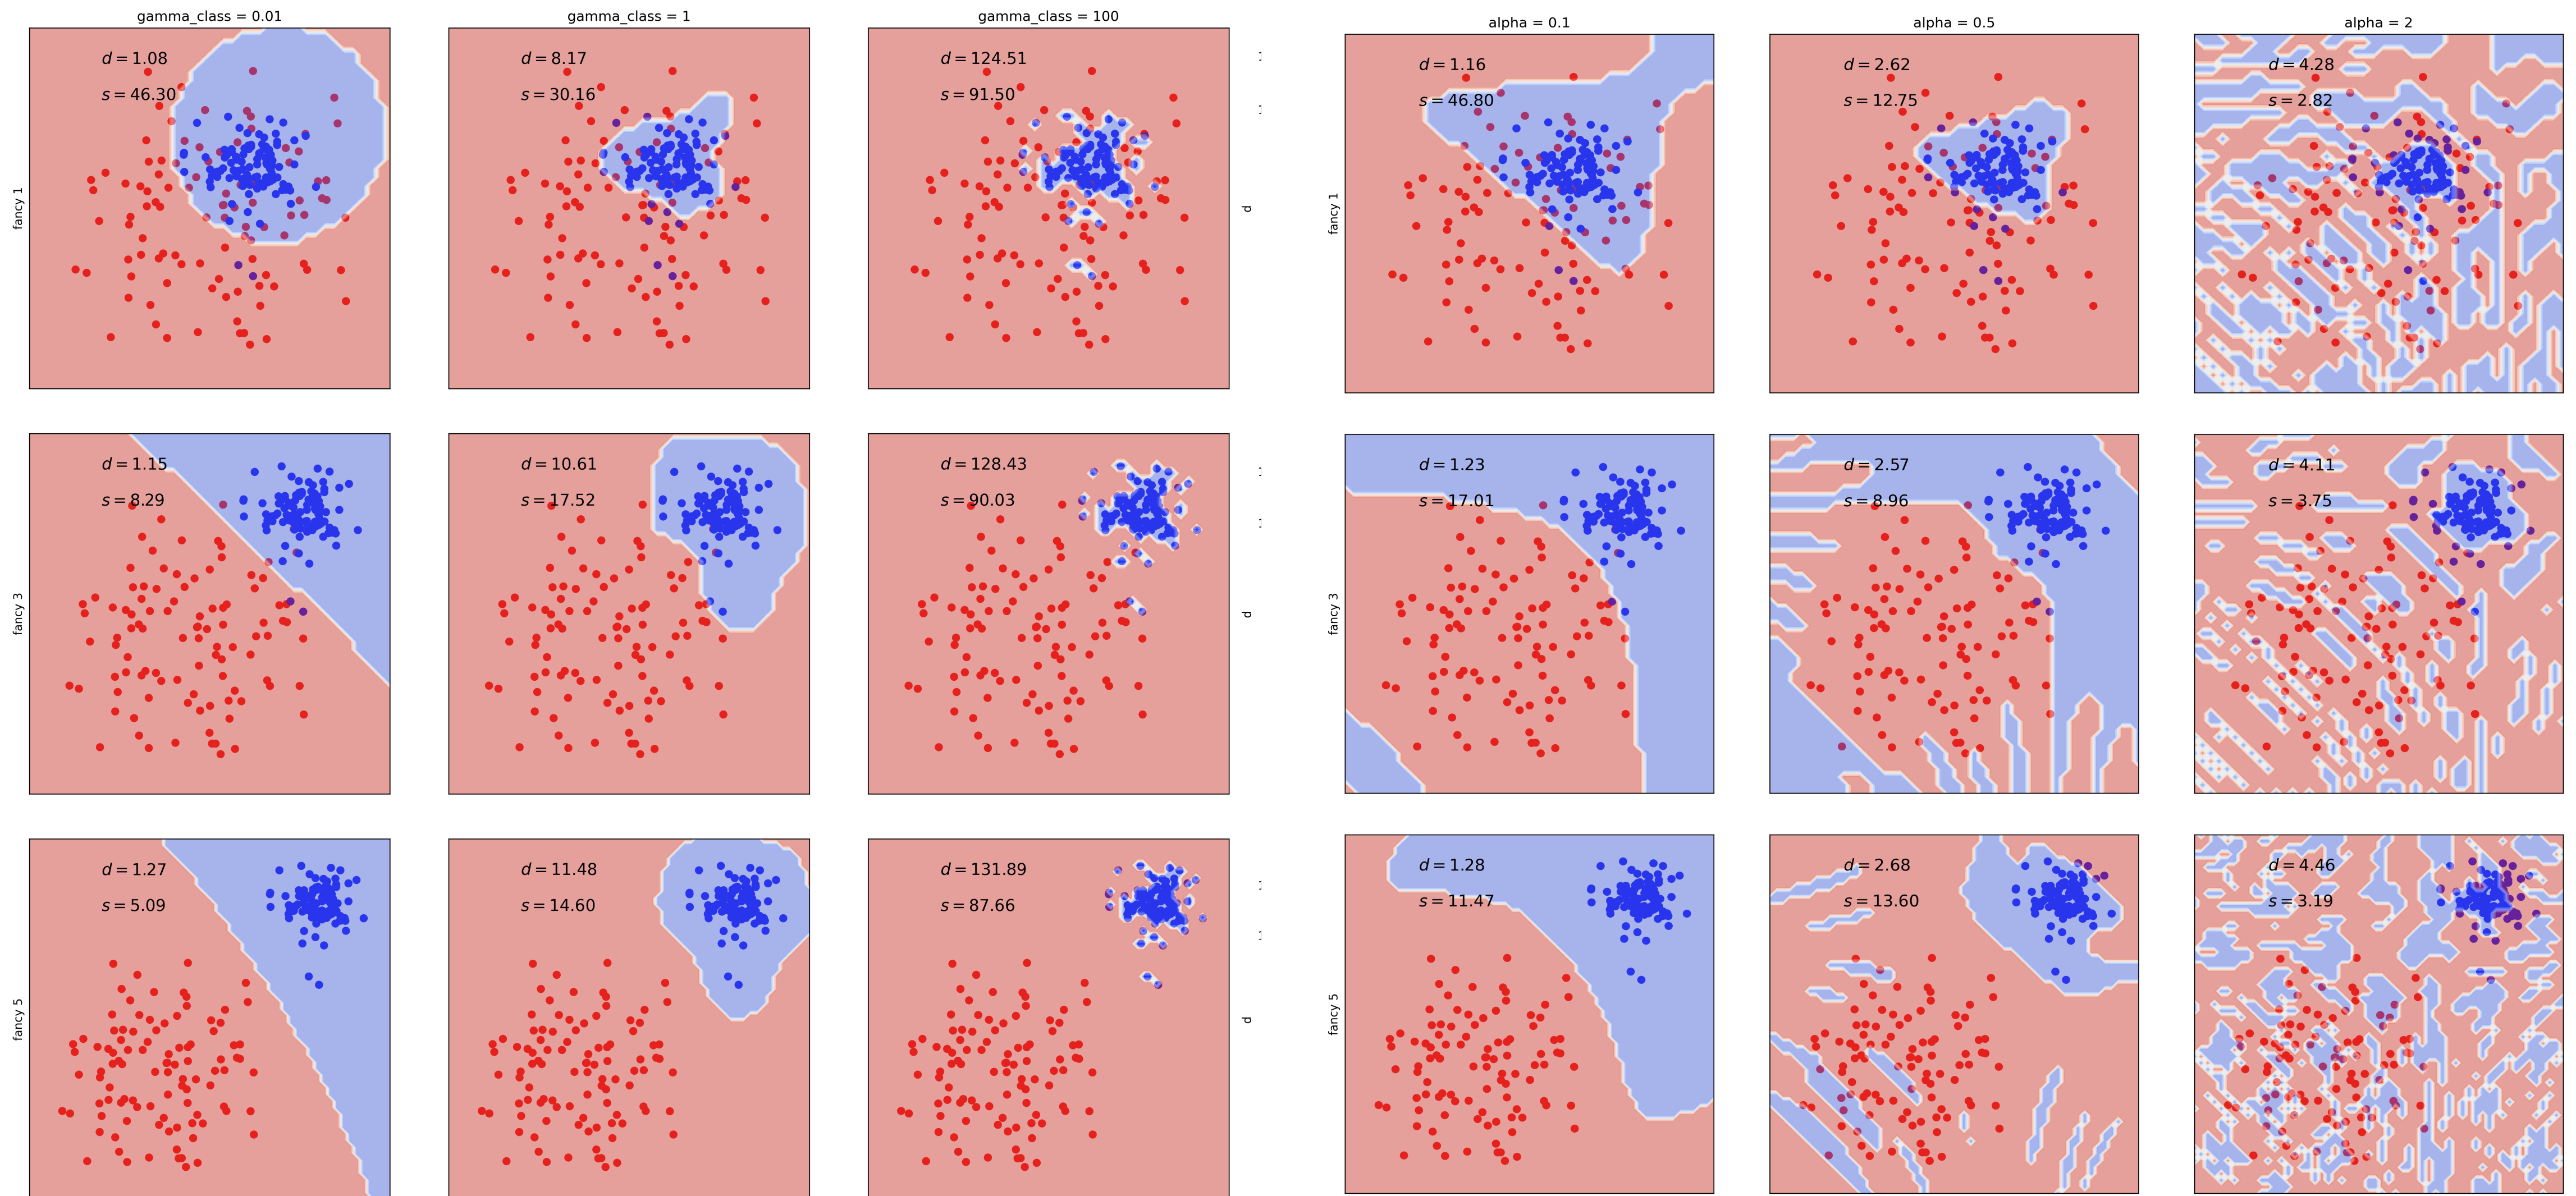 gamma_class = 0.01
gamma_class = 1
gamma_class = 100
alpha = 0.1
alpha = 0.5
alpha = 2
fancy 1
d = 1.08
s = 46.30
d = 8.17
s = 30.16
d = 124.51
s = 91.50
p
fancy 1
d = 1.16
s = 46.80
d = 2.62
s = 12.75
d = 4.28
s = 2.82
fancy 3
d = 1.15
s = 8.29
d = 10.61
s = 17.52
d = 128.43
s = 90.03
p
fancy 3
d = 1.23
s = 17.01
d = 2.57
s = 8.96
d = 4.11
s = 3.75
fancy 5
d = 1.27
s = 5.09
d = 11.48
s = 14.60
d = 131.89
s = 87.66
p
fancy 5
d = 1.28
s = 11.47
d = 2.68
s = 13.60
d = 4.46
s = 3.19